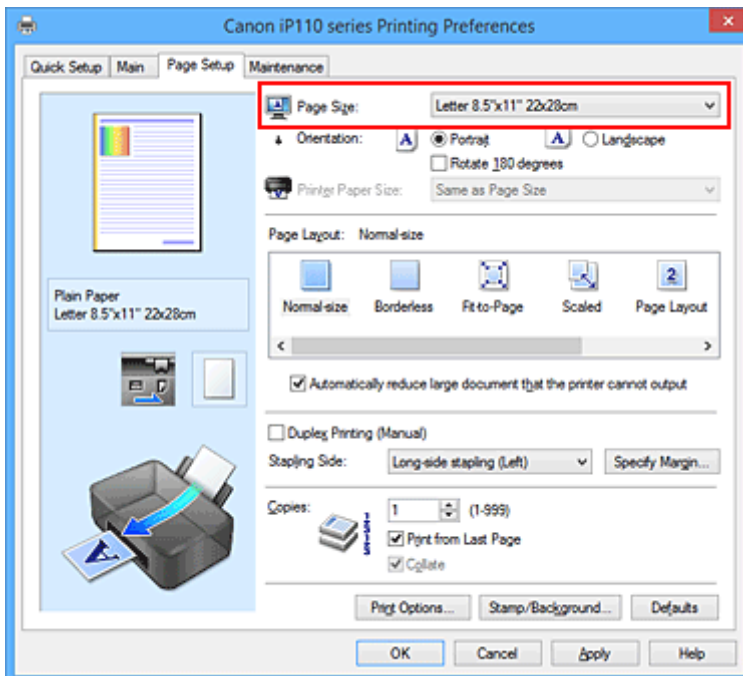 Canon iP110 series Printing Preferences
Quick Setup Main Page Setup Maintenance
Page Size: Letter 8.5"x11" 22x28cm
Orientation: A Portrait A Landscape
Rotate 180 degrees
Printer Paper Size: Same as Page Size
Page Layout: Normal-size
2
Normal-size Borderless Fit-to-Page Scaled Page Layout
Plain Paper
Letter 8.5"x11" 22x28cm
Automatically reduce large document that the printer cannot output
Duplex Printing (Manual)
Stapling Side: Long-side stapling (Left) Specify Margin...
Copies: 1 (1-999)
Print from Last Page
Collate
A
Print Options... Stamp/Background... Defaults
OK Cancel Apply Help